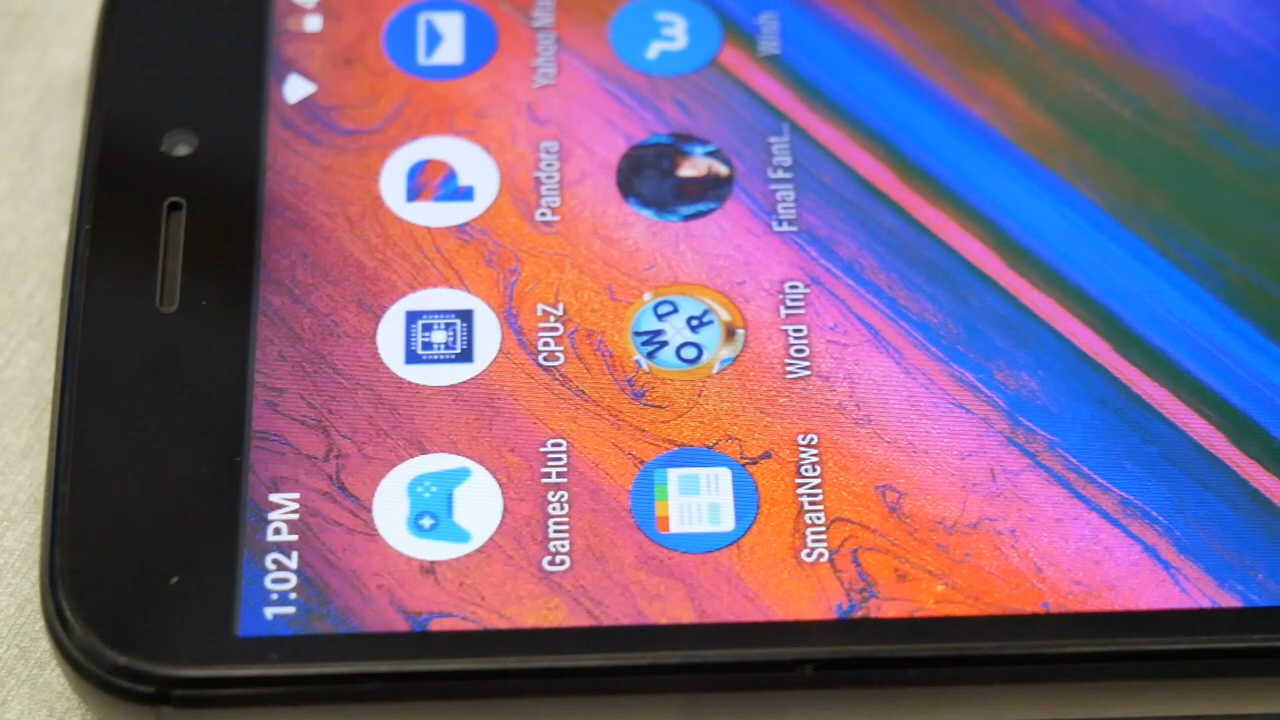 1:02 PM
Games Hub
CPU-Z
Pandora
Yahoo Ma
W
O R D
SmartNews
Word Trip
Final Fant...
Wish